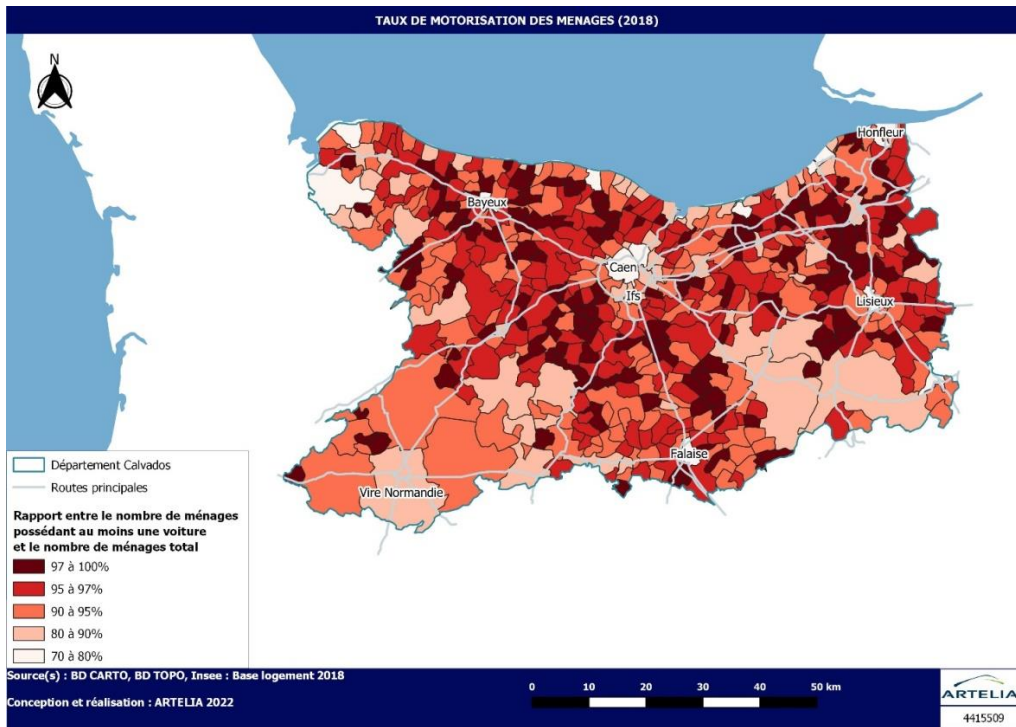 TAUX DE MOTORISATION DES MENAGES (2018)
N
Honfleur
Bayeux
Caen
Ifs
Lisieux
Falaise
Vire Normandie
Département Calvados
Routes principales
Rapport entre le nombre de ménages
possédant au moins une voiture
et le nombre de ménages total
97 à 100%
95 à 97%
90 à 95%
80 à 90%
70 à 80%
Source(s) : BD CARTO, BD TOPO, Insee : Base logement 2018
Conception et réalisation : ARTELIA 2022
0 10 20 30 40 50 km
ARTELIA
4415509